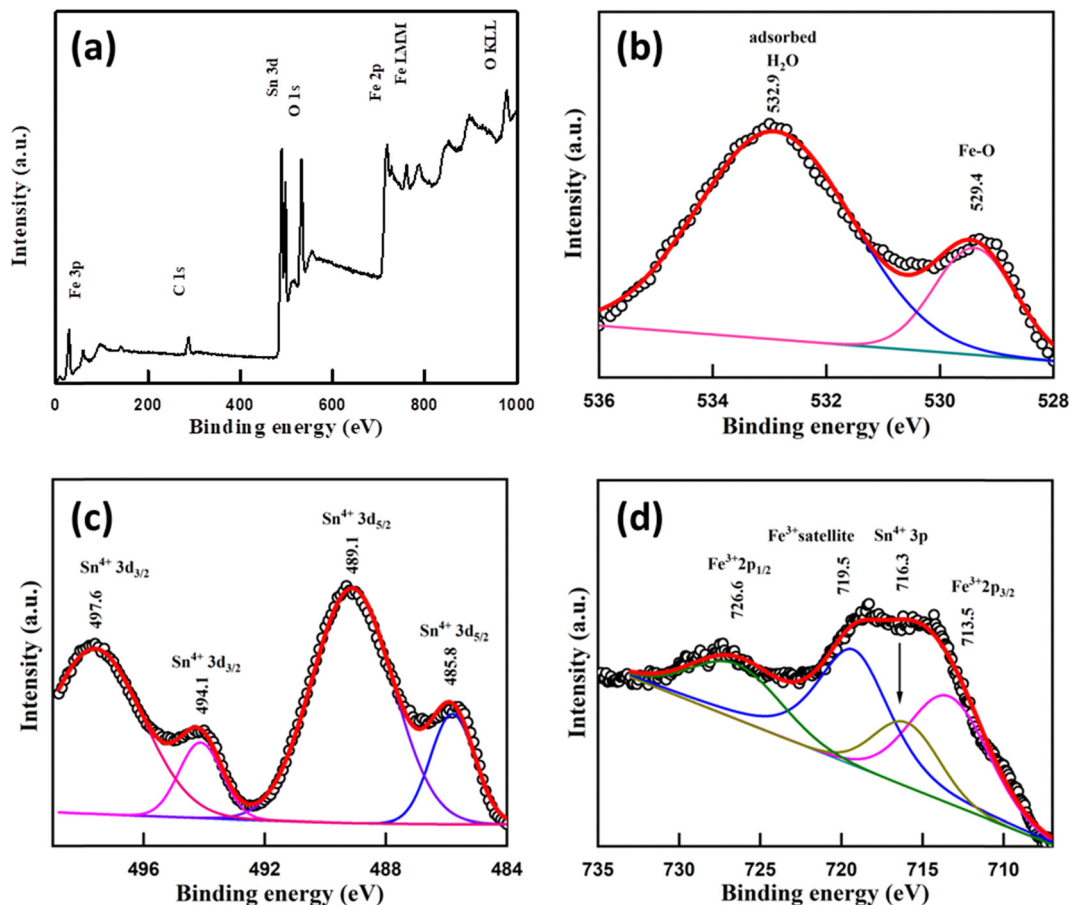 (a)
Fe 3p
C 1s
Sn 3d
O 1s
Fe 2p
Fe LMM
O KLL
Intensity (a.u.)
0 200 400 600 800 1000
Binding energy (eV)
(b)
adsorbed
H₂O
532.9
Fe-O
529.4
Intensity (a.u.)
536 534 532 530 528
Binding energy (eV)
(c)
Sn⁴⁺ 3d₃/₂
497.6
Sn⁴⁺ 3d₃/₂
494.1
Sn⁴⁺ 3d₅/₂
489.1
Sn⁴⁺ 3d₅/₂
485.8
Intensity (a.u.)
496 492 488 484
Binding energy (eV)
(d)
Fe³⁺2p₁/₂
726.6
Fe³⁺satellite
719.5
Sn⁴⁺ 3p
716.3
Fe³⁺2p₃/₂
713.5
Intensity (a.u.)
735 730 725 719 715 710
Binding energy (eV)